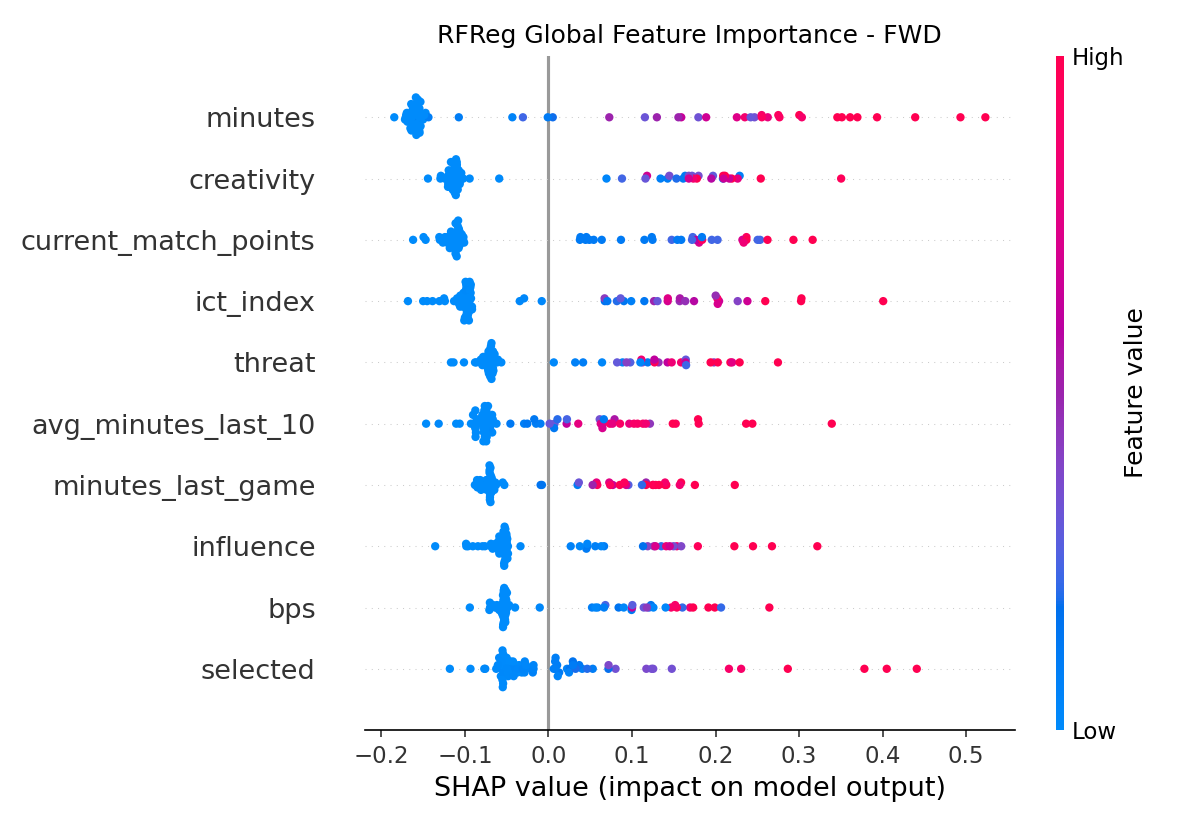 RFReg Global Feature Importance - FWD
High
minutes
creativity
current_match_points
ict_index
threat
avg_minutes_last_10
minutes_last_game
influence
bps
selected
Feature value
Low
−0.2 −0.1 0.0 0.1 0.2 0.3 0.4 0.5
SHAP value (impact on model output)